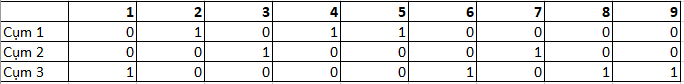 1 2 3 4 5 6 7 8 9
Cụm 1 0 1 0 1 1 0 0 0 0
Cụm 2 0 0 1 0 0 0 1 0 0
Cụm 3 1 0 0 0 0 1 0 1 1